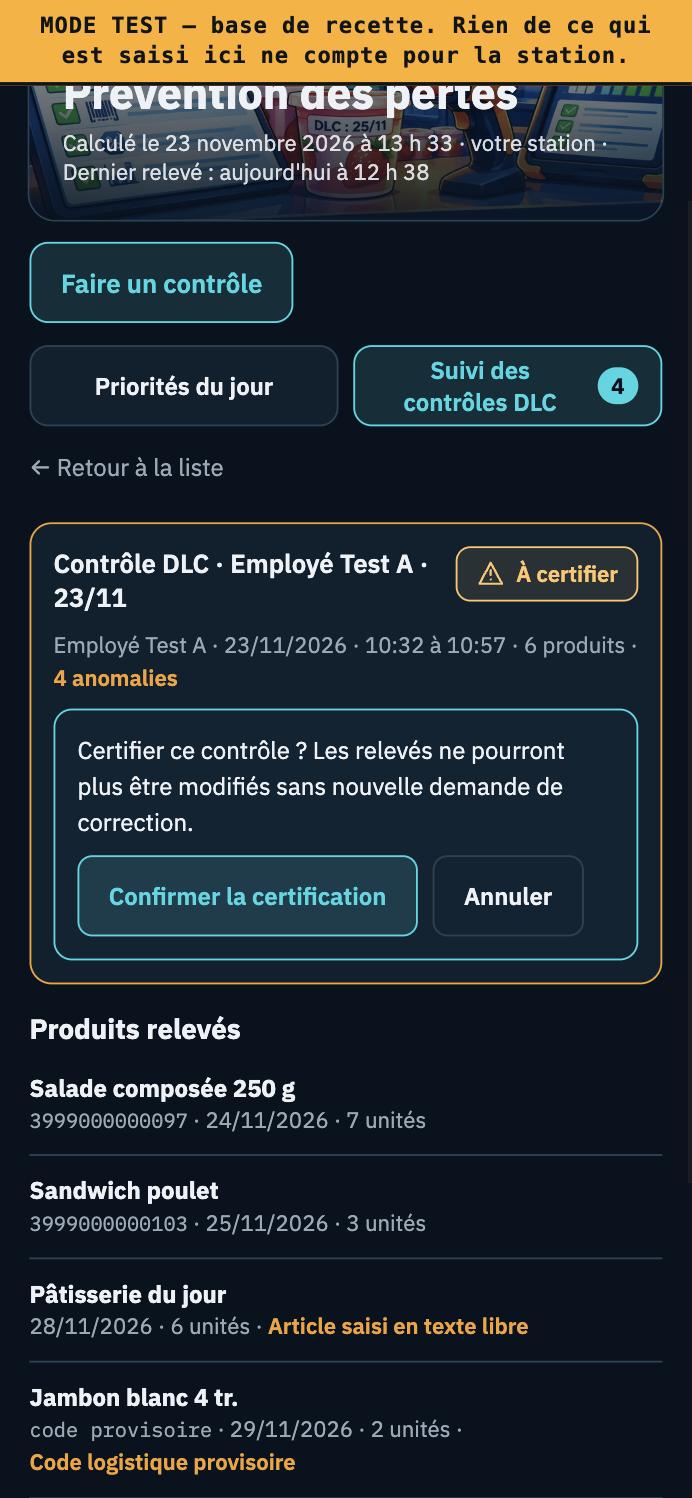 MODE TEST — base de recette. Rien de ce qui
est saisi ici ne compte pour la station.
Prévention des pertes
DLC : 25/11
Calculé le 23 novembre 2026 à 13 h 33 · votre station ·
Dernier relevé : aujourd'hui à 12 h 38
Faire un contrôle
Priorités du jour
Suivi des
contrôles DLC
4
← Retour à la liste
Contrôle DLC · Employé Test A ·
23/11
À certifier
Employé Test A · 23/11/2026 · 10:32 à 10:57 · 6 produits ·
4 anomalies
Certifier ce contrôle ? Les relevés ne pourront
plus être modifiés sans nouvelle demande de
correction.
Confirmer la certification
Annuler
Produits relevés
Salade composée 250 g
3999000000097 · 24/11/2026 · 7 unités
Sandwich poulet
3999000000103 · 25/11/2026 · 3 unités
Pâtisserie du jour
28/11/2026 · 6 unités · Article saisi en texte libre
Jambon blanc 4 tr.
code provisoire · 29/11/2026 · 2 unités ·
Code logistique provisoire